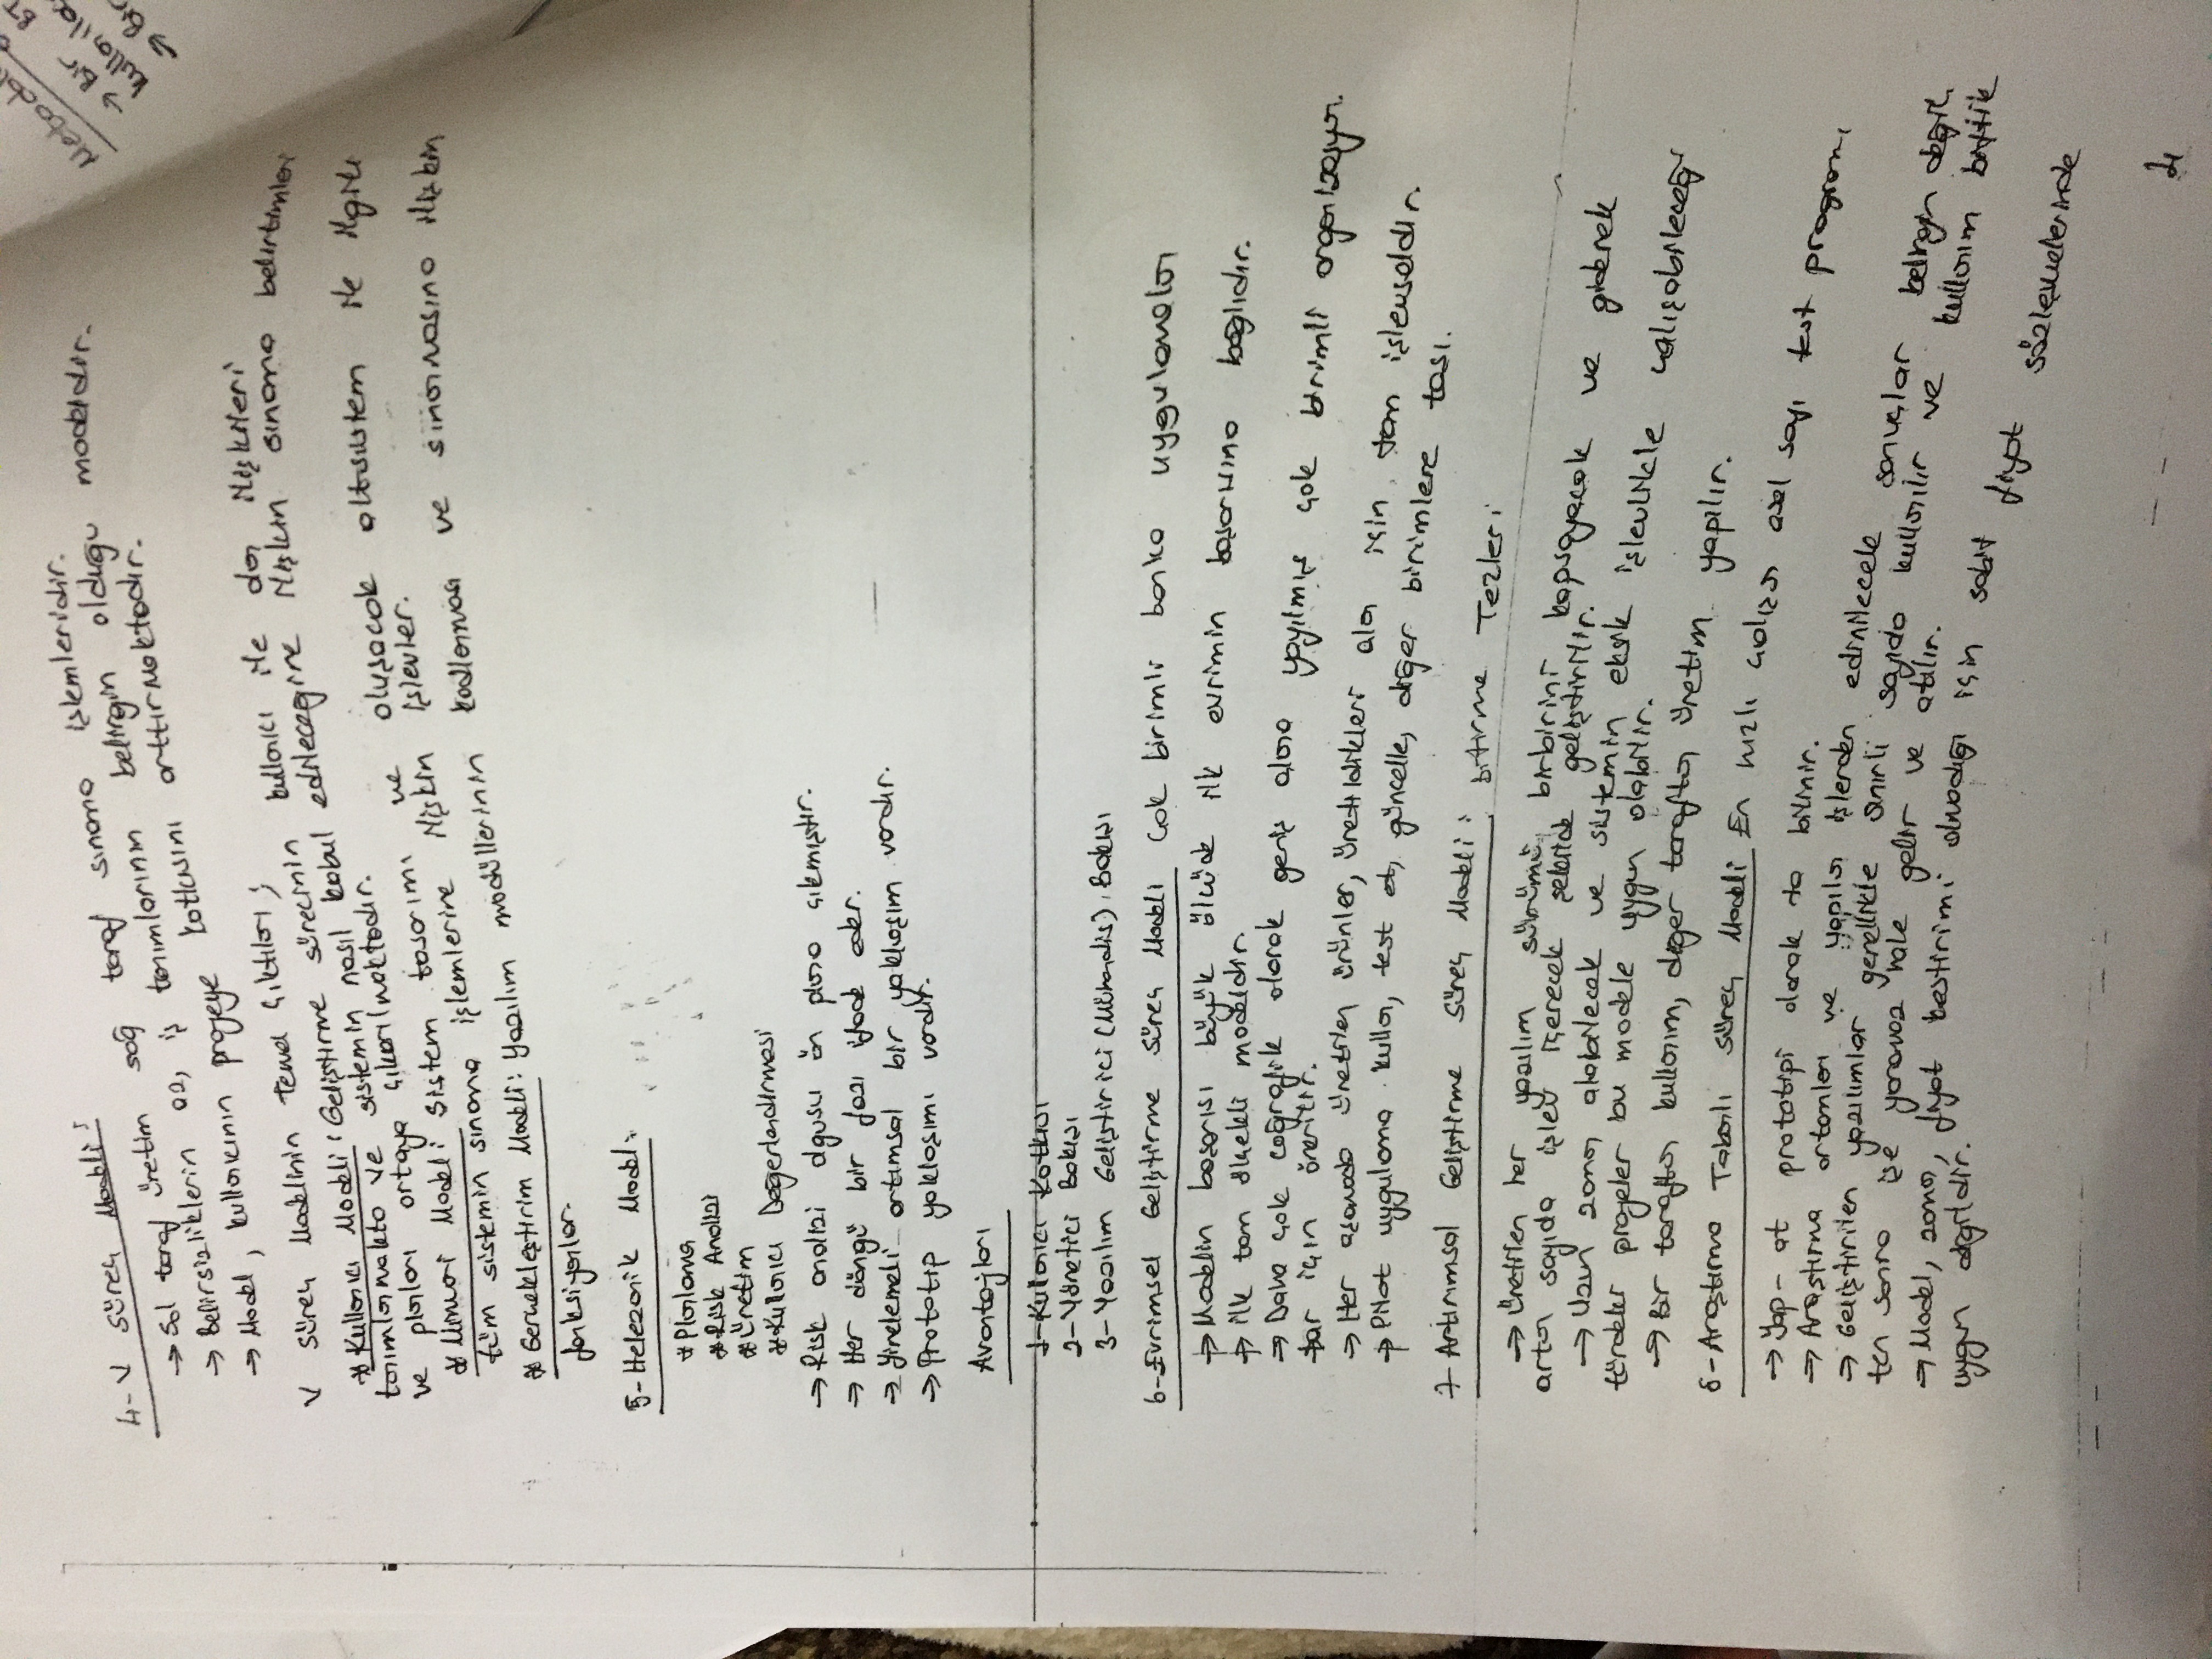 4- V Süreç Modeli:
→ Sol taraf üretim sağ taraf sınama işlemleridir.
→ Belirsizliklerin az, iş tanımlarının belirgin olduğu modeldir.
→ Model, kullanıcının projeye katkısını arttırmaktadır.
V Süreç Modelinin Temel Çıktıları;
* Kullanıcı Modeli: Geliştirme sürecinin kullanıcı ile olan ilişkileri
tanımlanmakta ve sistemin nasıl kabul edileceğine ilişkin sınama belirtimleri
ve planları ortaya çıkarılmaktadır.
* Mimari Modeli: Sistem tasarımı ve oluşacak altsistem ile ilgili
tüm sistemin sınama işlemlerine ilişkin işlevler.
* Gerçekleştirim Modeli: Yazılım modüllerinin kodlanması ve sınanmasına ilişkin
fonksiyonlar.
5- Helezonik Model:
* Planlama
* Risk Analizi
* Üretim
* Kullanıcı Değerlendirmesi
→ Risk analizi olgusu ön plana çıkmıştır.
→ Her döngü bir fazı ifade eder.
→ Yinelemeli artımsal bir yaklaşım vardır.
→ Prototip yaklaşımı vardır.
Avantajları
1- Kullanıcı Katkısı
2- Yönetici Bakışı
3- Yazılım Geliştirici (Mühendis) Bakışı
6- Evrimsel Geliştirme Süreç Modeli Çok birimli banka uygulamaları
→ Modelin başarısı büyük ölçüde ilk evrimin başarısına bağlıdır.
→ İlk tam ölçekli modeldir.
→ Daha çok coğrafik olarak geniş alana yayılmış çok birimli organizasyon.
lar için önerilir.
→ Her aşamada üretilen ürünler, üretildikleri alan için tam işlevseldir.
→ Pilot uygulama kullan, test et, güncelle, diğer birimlere taşı.
7- Artırımsal Geliştirme Süreç Modeli: bitirme Tezleri
→ Üretilen her yazılım sürümü birbirini kapsayacak ve giderek
artan sayıda işlev içerecek şekilde geliştirilir.
→ Uzun zaman alabilecek ve sistemin eksik işlevlikle çalışabileceği
türdeki projeler bu modele uygun olabilir.
→ Bir taraftan kullanım, diğer taraftan üretim yapılır.
8- Araştırma Tabanlı Süreç Modeli En hızlı çalışan asal sayı test programı
→ Yap-at prototipi olarak ta bilinir.
→ Araştırma ortamları ve yapılan işlerden edinilecek sonuçlar belirgin değil.
→ Geliştirilen yazılımlar genellikle sınırlı sayıda kullanılır ve kullanım bittik
ten sonra işe yaramaz hale gelir ve atılır.
→ Model, zaman, fiyat kestirimi olmadığı için sabit fiyat sözleşmelerinde
uygun değildir.
→ Bir
→ Bir